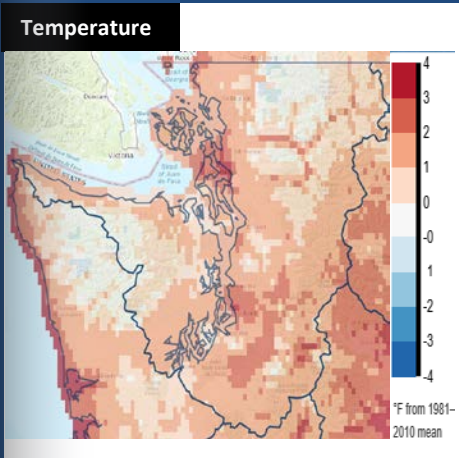 Temperature
Duncan
Victoria
Strait
of Juan
de Fuca
UNITED STATES
4
3
2
1
0
-0
1
-2
-3
-4
°F from 1981–
2010 mean